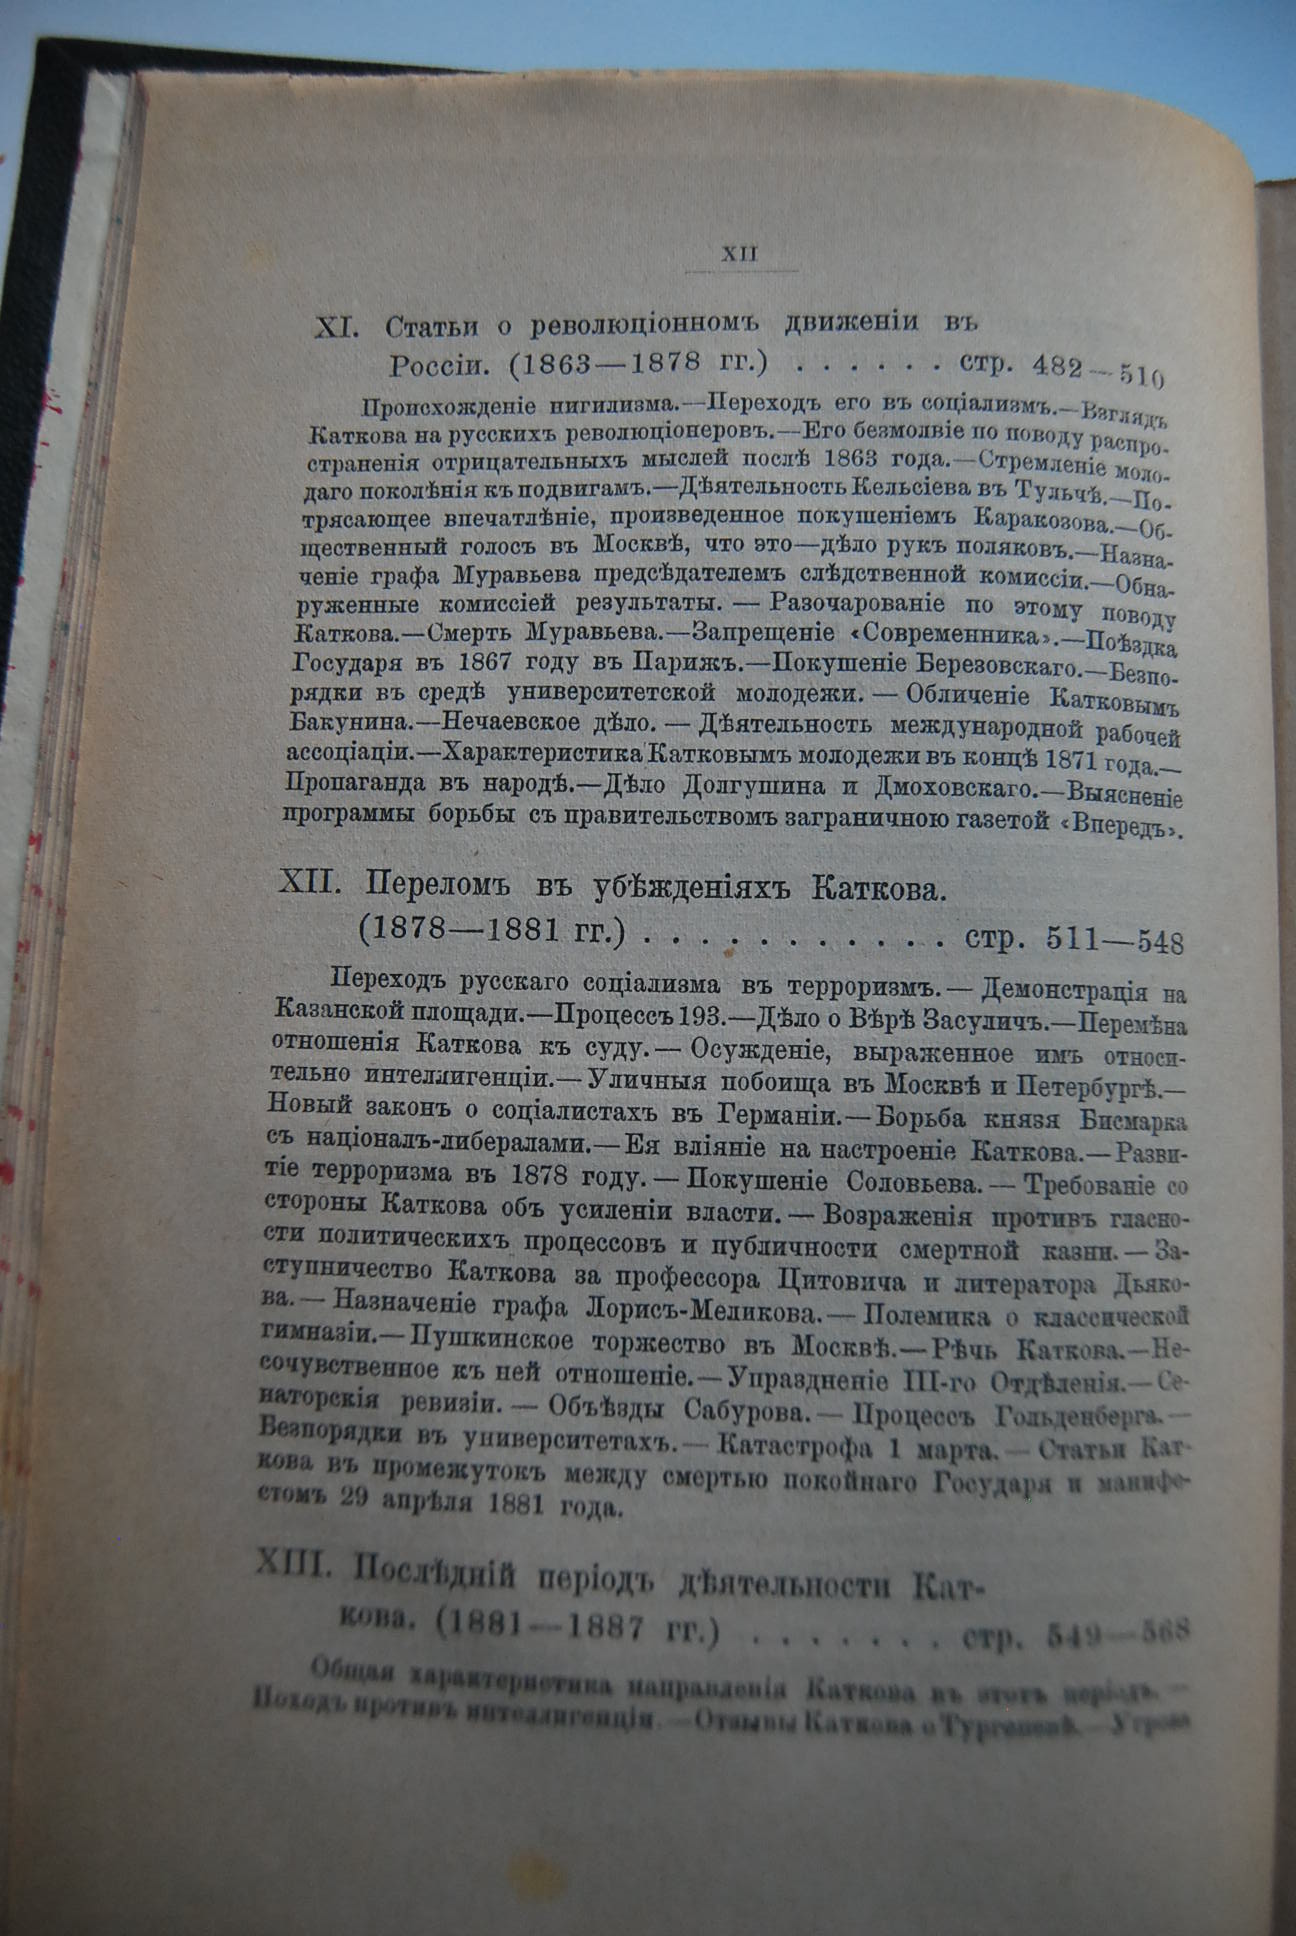 XII
XI. Статьи о революціонномъ движеніи въ
Россіи. (1863—1878 гг.) . . . . . . стр. 482—510
Происхожденіе нигилизма.—Переходъ его въ соціализмъ.—Взглядъ
Каткова на русскихъ революціонеровъ.—Его безмолвіе по поводу распро-
страненія отрицательныхъ мыслей послѣ 1863 года.—Стремленіе моло-
даго поколѣнія къ подвигамъ.—Дѣятельность Кельсіева въ Тульчѣ.—По-
трясающее впечатлѣніе, произведенное покушеніемъ Каракозова.—Об-
щественный голосъ въ Москвѣ, что это—дѣло рукъ поляковъ.—Назна-
ченіе графа Муравьева предсѣдателемъ слѣдственной комиссіи.—Обна-
руженные комиссіей результаты. — Разочарованіе по этому поводу
Каткова.—Смерть Муравьева.—Запрещеніе «Современника».—Поѣздка
Государя въ 1867 году въ Парижъ.—Покушеніе Березовскаго.—Безпо-
рядки въ средѣ университетской молодежи. — Обличеніе Катковымъ
Бакунина.—Нечаевское дѣло. — Дѣятельность международной рабочей
ассоціаціи.—Характеристика Катковымъ молодежи въ концѣ 1871 года.—
Пропаганда въ народѣ.—Дѣло Долгушина и Дмоховскаго.—Выясненіе
программы борьбы съ правительствомъ заграничною газетой «Впередъ».
XII. Переломъ въ убѣжденіяхъ Каткова.
(1878—1881 гг.) . . . . . . . . . . . . стр. 511—548
Переходъ русскаго соціализма въ терроризмъ.— Демонстрація на
Казанской площади.—Процессъ 193.—Дѣло о Вѣрѣ Засуличъ.—Перемѣна
отношенія Каткова къ суду.— Осужденіе, выраженное имъ относи-
тельно интеллигенціи.— Уличныя побоища въ Москвѣ и Петербургѣ.—
Новый законъ о соціалистахъ въ Германіи.—Борьба князя Бисмарка
съ націоналъ-либералами.— Ея вліяніе на настроеніе Каткова.— Разви-
тіе терроризма въ 1878 году. — Покушеніе Соловьева. — Требованіе со
стороны Каткова объ усиленіи власти. — Возраженія противъ гласно-
сти политическихъ процессовъ и публичности смертной казни. — За-
ступничество Каткова за профессора Цитовича и литератора Дьяко-
ва. — Назначеніе графа Лорисъ-Меликова. — Полемика о классической
гимназіи.— Пушкинское торжество въ Москвѣ.— Рѣчь Каткова.—Не-
сочувственное къ ней отношеніе.— Упраздненіе III-го Отдѣленія.— Се-
наторскія ревизіи. — Объѣзды Сабурова. — Процессъ Гольденберга. —
Безпорядки въ университетахъ. — Катастрофа 1 марта. — Статьи Кат-
кова въ промежутокъ между смертью покойнаго Государя и манифе-
стомъ 29 апрѣля 1881 года.
XIII. Послѣдній періодъ дѣятельности Кат-
кова. (1881—1887 гг.) . . . . . . . стр. 549—568
Общая характеристика направленія Каткова въ этотъ періодъ. —
Походъ противъ интеллигенціи. —Отзывы Каткова о Тургеневѣ.—